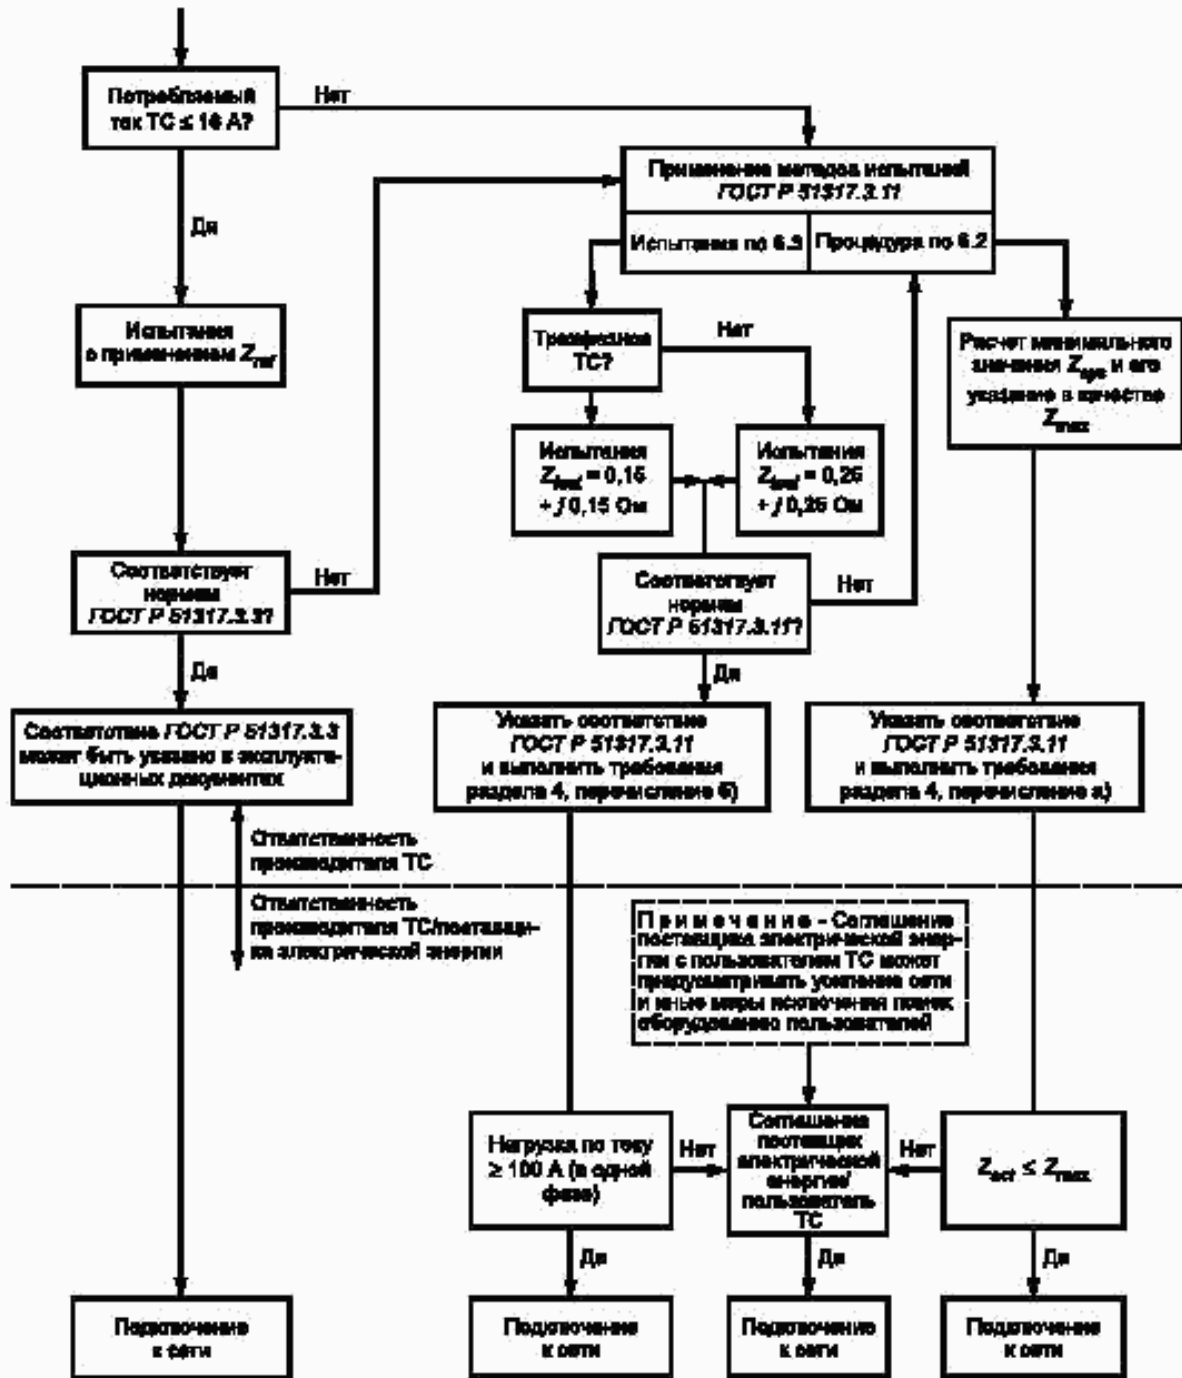 Потребляемый
ток ТС ≤ 16 А?
Нет
Да
Применение методов испытаний
ГОСТ Р 51317.3.11
Испытания по 6.3
Процедура по 6.2
Испытания
с применением Zref
Трехфазное
ТС?
Нет
Расчет минимального
значения Zsys и его
указание в качестве
Zmax
Испытания
Ztest = 0,15
+ j 0,15 Ом
Испытания
Ztest = 0,25
+ j 0,25 Ом
Соответствует
нормам
ГОСТ Р 51317.3.3?
Нет
Соответствует
нормам
ГОСТ Р 51317.3.11?
Нет
Да
Да
Соответствие ГОСТ Р 51317.3.3
может быть указано в эксплуата-
ционных документах
Указать соответствие
ГОСТ Р 51317.3.11
и выполнить требования
раздела 4, перечисление б)
Указать соответствие
ГОСТ Р 51317.3.11
и выполнить требования
раздела 4, перечисление а)
Ответственность
производителя ТС
Ответственность
производителя ТС/поставщи-
ка электрической энергии
Примечание - Соглашение
поставщика электрической энер-
гии с пользователем ТС может
предусматривать усиление сети
и иные меры исключения помех
оборудованию пользователей
Нагрузка по току
≥ 100 А (в одной
фазе)
Нет
Соглашение
поставщик
электрической
энергии/
пользователь
ТС
Нет
Zact ≤ Zmax
Да
Да
Да
Подключение
к сети
Подключение
к сети
Подключение
к сети
Подключение
к сети